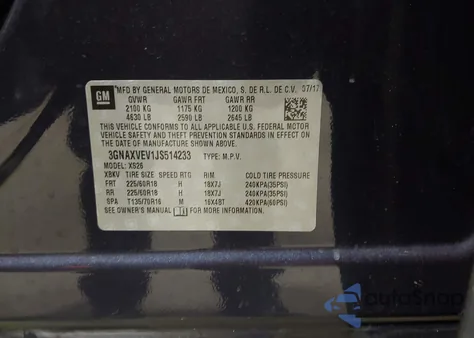 GM
MFD BY GENERAL MOTORS DE MEXICO, S. DE R.L. DE C.V. 07/17
GVWR GAWR FRT GAWR RR
2100 KG 1175 KG 1200 KG
4630 LB 2590 LB 2645 LB
THIS VEHICLE CONFORMS TO ALL APPLICABLE U.S. FEDERAL MOTOR VEHICLE
SAFETY AND THEFT PREVENTION STANDARDS IN EFFECT ON
THE DATE OF MANUFACTURE SHOWN ABOVE.
3GNAXVEV1JS514233 TYPE: M.P.V.
MODEL: XS26
XBKV TIRE SIZE SPEED RTG RIM COLD TIRE PRESSURE
FRT 225/60R18 H 18X7J 240KPA(35PSI)
RR 225/60R18 H 18X7J 240KPA(35PSI)
SPA T135/70R16 M 16X4BT 420KPA(60PSI)
SEE OWNER'S MANUAL FOR MORE INFORMATION.
AutoSnap